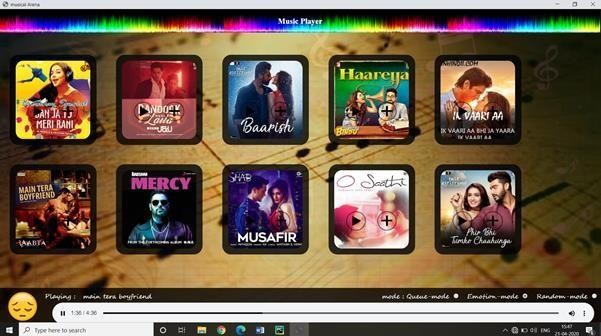 musical Arena
Music Player
BAN JA TU
MERI RANI
Baarish
Haareya
IK VAARI AA
IK VAARI AA BHI JA YAARA
MAIN TERA
BOYFRIEND
RAABTA
MERCY
FROM THE FORTHCOMING ALBUM
MUSAFIR
O Saathi
Phir Bhi
Tumko Chaahunga
Playing : main tera boyfriend
mode : Queue-mode Emotion-mode Random-mode
1:36 / 4:36
Type here to search
ENG
15:47
21-04-2020